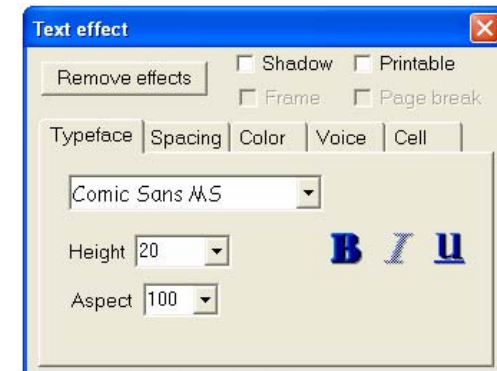 Text effect
Remove effects
Shadow
Printable
Frame
Page break
Typeface
Spacing
Color
Voice
Cell
Comic Sans MS
Height 20
B I U
Aspect 100